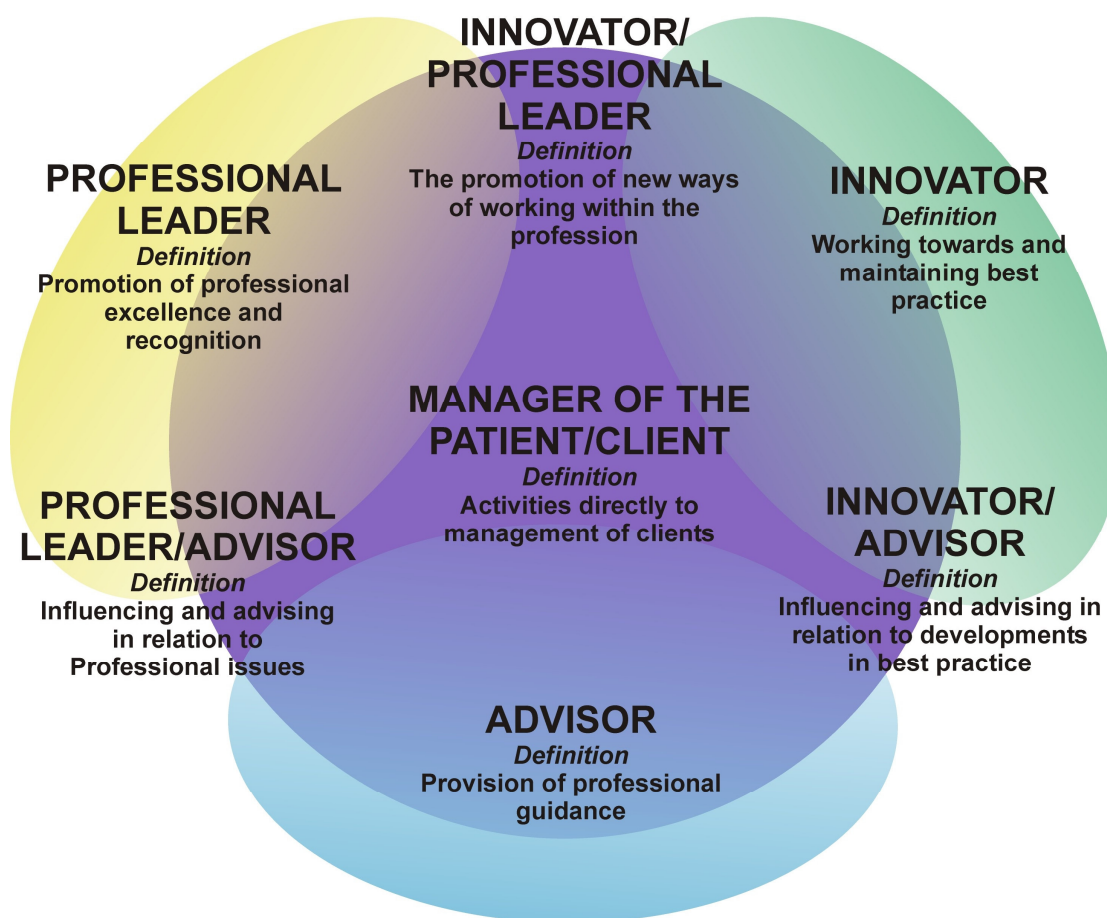 INNOVATOR/
PROFESSIONAL
LEADER
Definition
The promotion of new ways
of working within the
profession
PROFESSIONAL
LEADER
Definition
Promotion of professional
excellence and
recognition
INNOVATOR
Definition
Working towards and
maintaining best
practice
MANAGER OF THE
PATIENT/CLIENT
Definition
Activities directly to
management of clients
PROFESSIONAL
LEADER/ADVISOR
Definition
Influencing and advising
in relation to
Professional issues
INNOVATOR/
ADVISOR
Definition
Influencing and advising in
relation to developments
in best practice
ADVISOR
Definition
Provision of professional
guidance